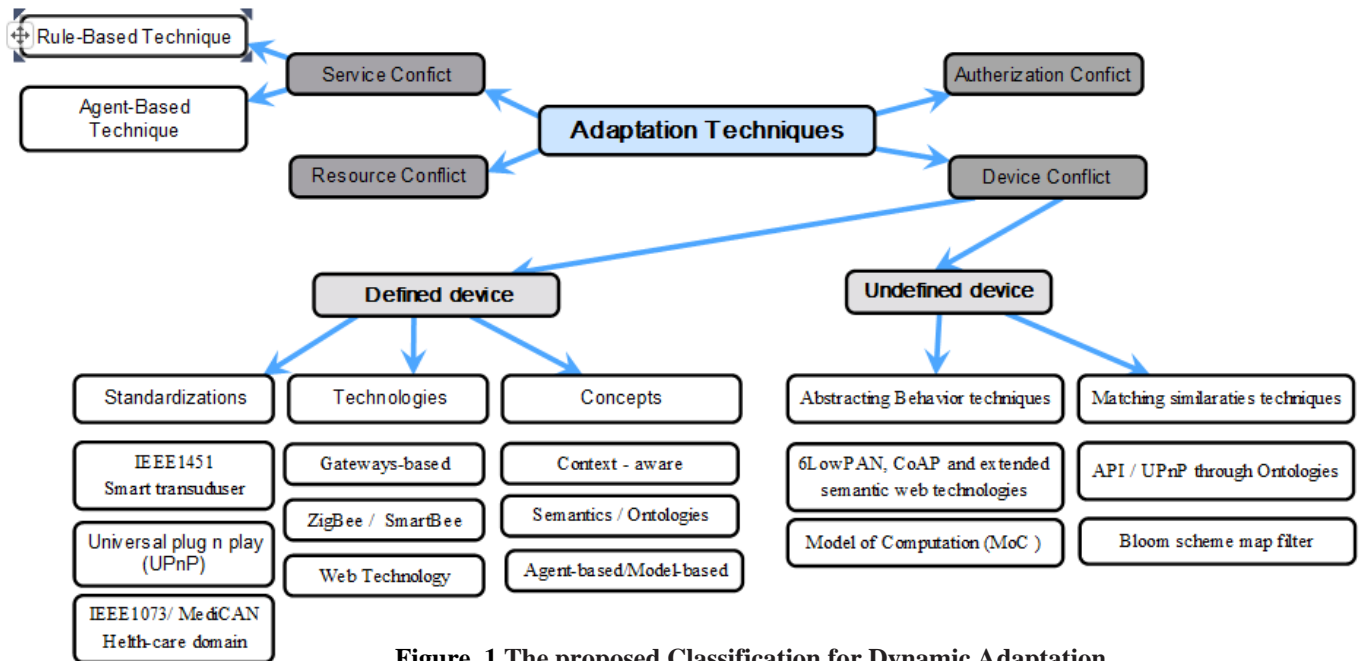 Rule-Based Technique
Service Confict
Autherization Confict
Agent-Based
Technique
Adaptation Techniques
Resource Conflict
Device Conflict
Defined device
Undefined device
Standardizations
Technologies
Concepts
Abstracting Behavior techniques
Matching similaraties techniques
IEEE1451
Smart transuduser
Gateways-based
Context - aware
6LowPAN, CoAP and extended
semantic web technologies
API / UPnP through Ontologies
Universal plug n play
(UPnP)
ZigBee / SmartBee
Semantics / Ontologies
Model of Computation (MoC )
Bloom scheme map filter
IEEE1073/ MediCAN
Helth-care domain
Web Technology
Agent-based/Model-based
Figure 1 The proposed Classification for Dynamic Adaptation